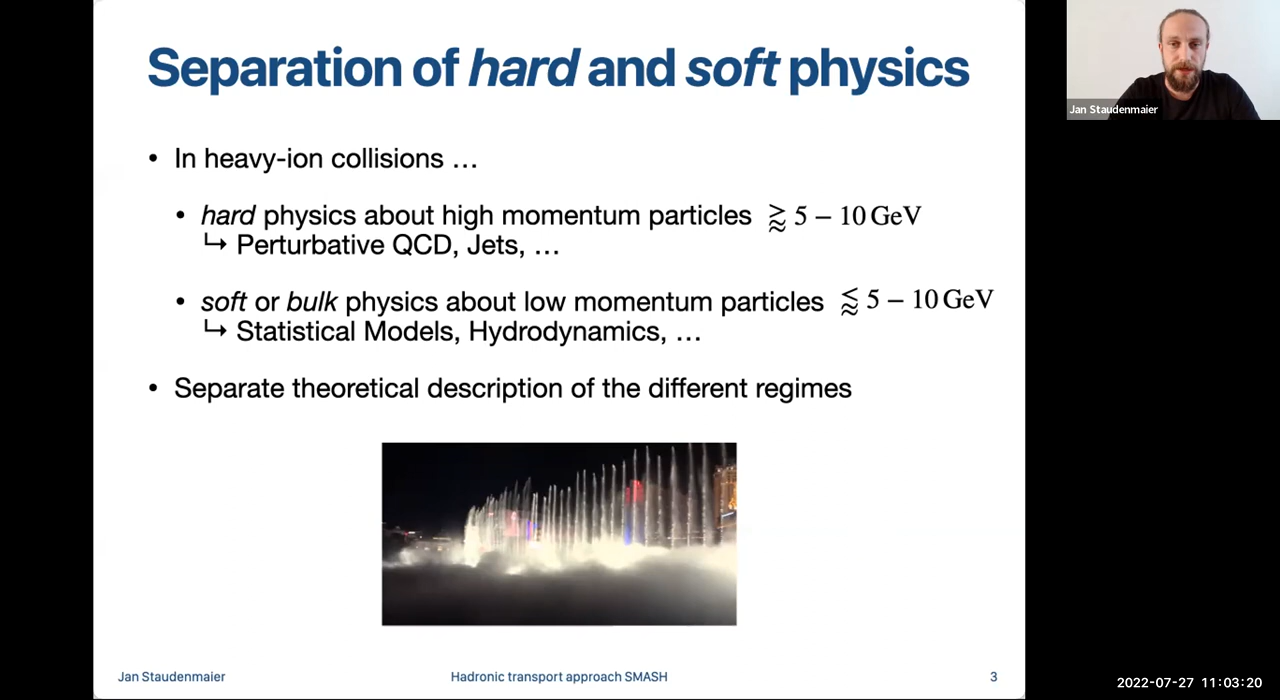 Separation of hard and soft physics
Jan Staudenmaier
• In heavy-ion collisions …
• hard physics about high momentum particles ⪆ 5 – 10 GeV
↳ Perturbative QCD, Jets, …
• soft or bulk physics about low momentum particles ⪅ 5 – 10 GeV
↳ Statistical Models, Hydrodynamics, …
• Separate theoretical description of the different regimes
Jan Staudenmaier
Hadronic transport approach SMASH
3
2022-07-27 11:03:20